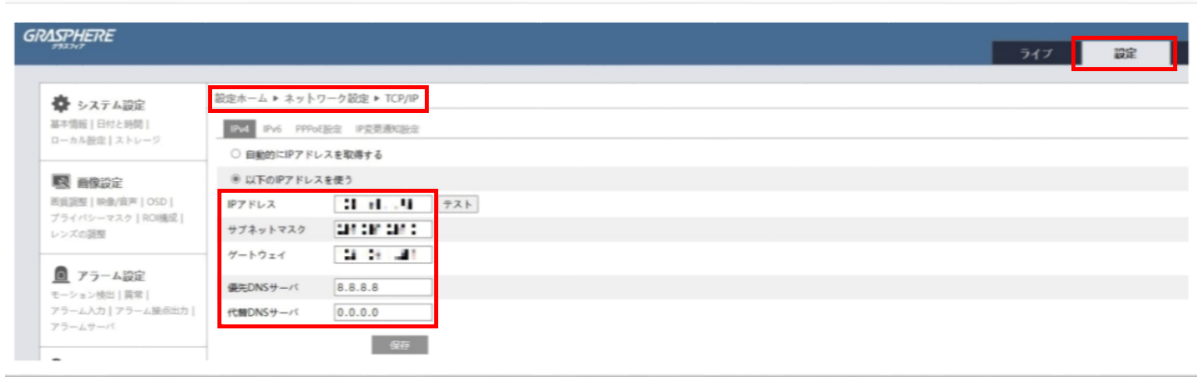 GRASPHERE
グラスフィア
ライブ 設定
設定ホーム ▶ ネットワーク設定 ▶ TCP/IP
システム設定
基本情報 | 日付と時間 |
ローカル設定 | ストレージ
画像設定
画質調整 | 映像/音声 | OSD |
プライバシーマスク | ROI構成 |
レンズの調整
アラーム設定
モーション検出 | 異常 |
アラーム入力 | アラーム接点出力 |
アラームサーバ
IPv4 IPv6 PPPoE設定 IP変更通知設定
自動的にIPアドレスを取得する
以下のIPアドレスを使う
IPアドレス テスト
サブネットマスク
ゲートウェイ
優先DNSサーバ 8.8.8.8
代替DNSサーバ 0.0.0.0
保存